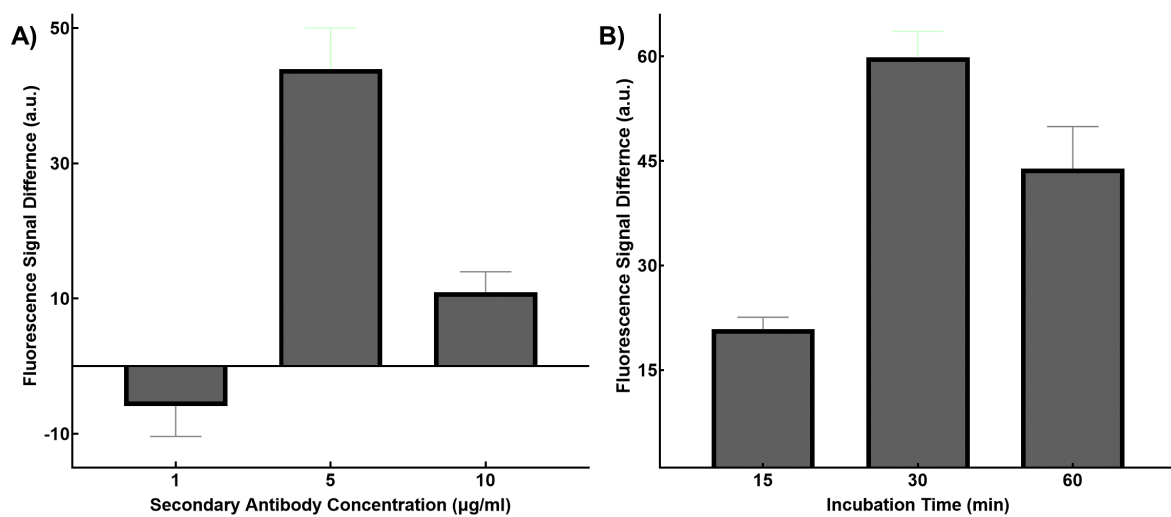 A)
Fluorescence Signal Differnce (a.u.)
50
30
10
-10
1 5 10
Secondary Antibody Concentration (µg/ml)
B)
Fluorescence Signal Differnce (a.u.)
60
45
30
15
15 30 60
Incubation Time (min)